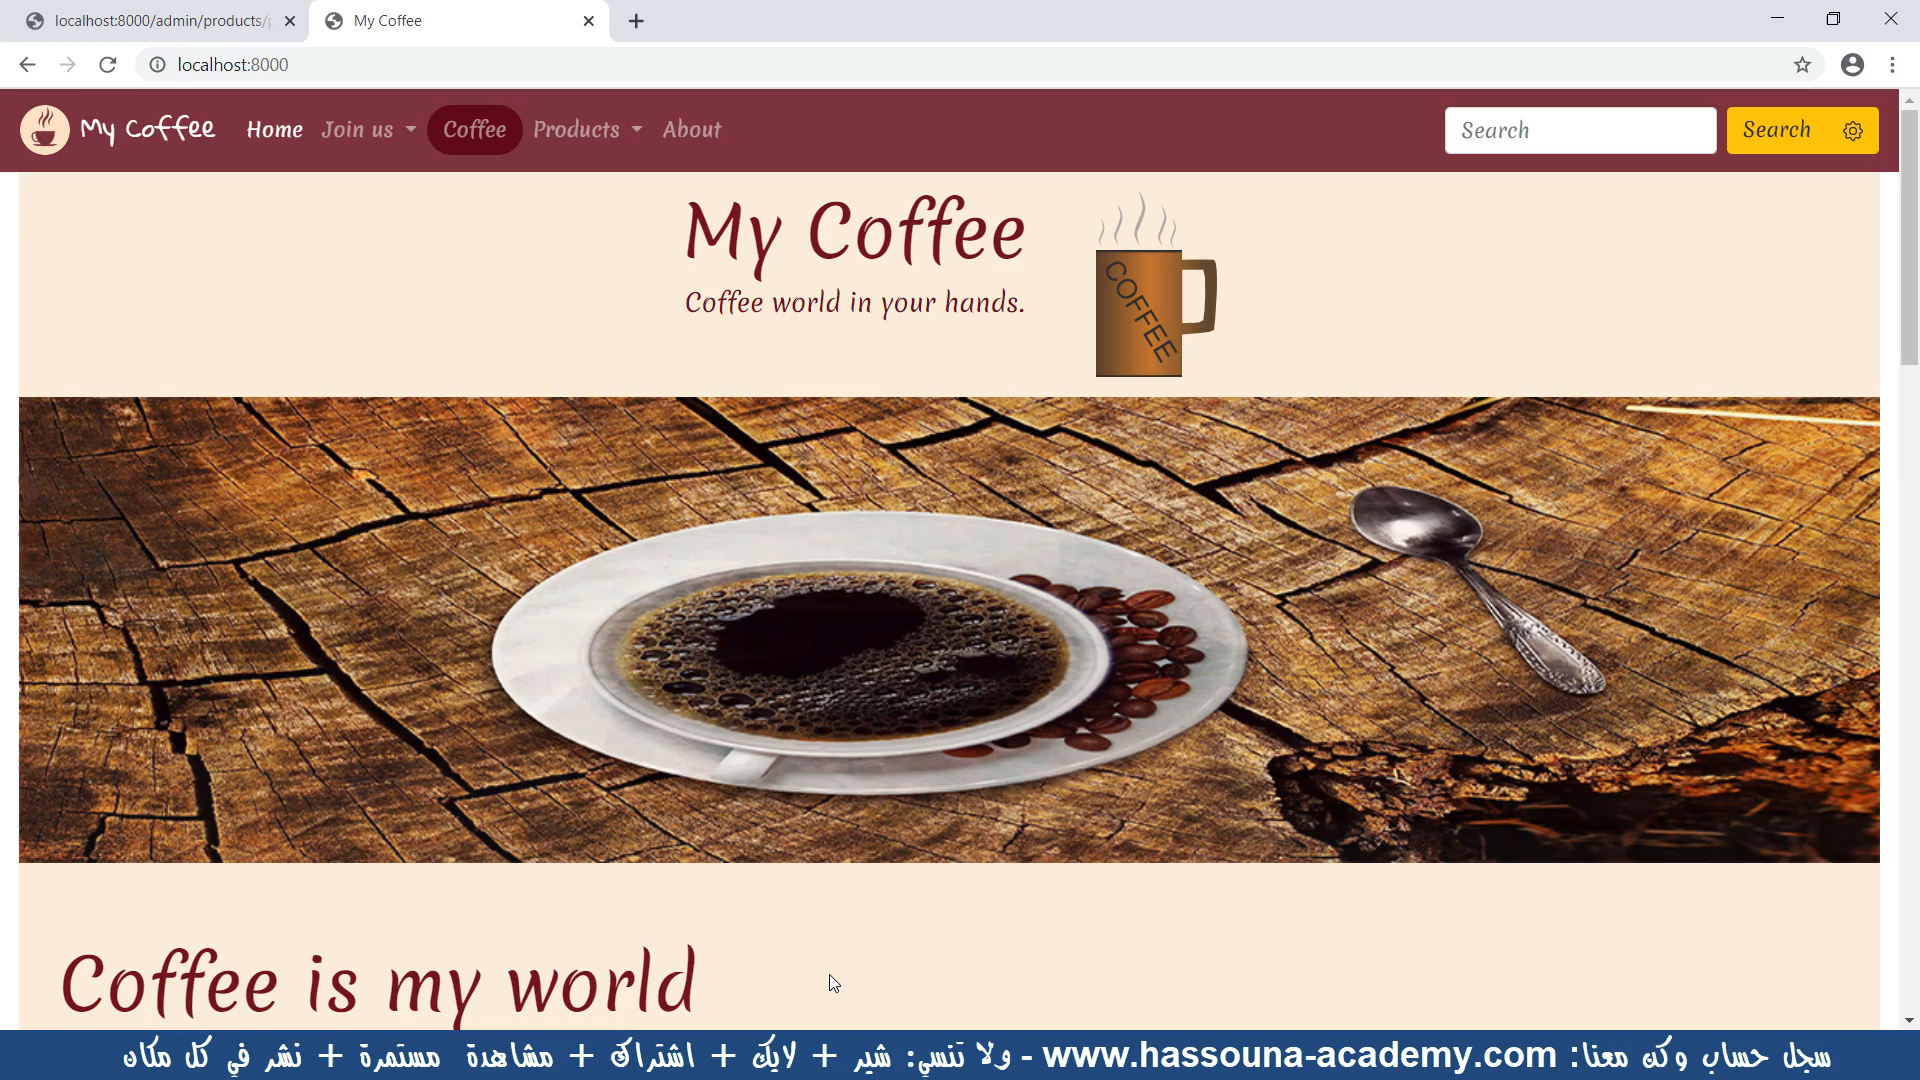 localhost:8000/admin/products/
My Coffee
localhost:8000
My Coffee
Home
Join us
Coffee
Products
About
Search
Search
My Coffee
Coffee world in your hands.
COFFEE
Coffee is my world
سجل حساب وكن معنا: www.hassouna-academy.com - ولا تنسي: شير + لايك + اشتراك + مشاهدة مستمرة + نشر في كل مكان